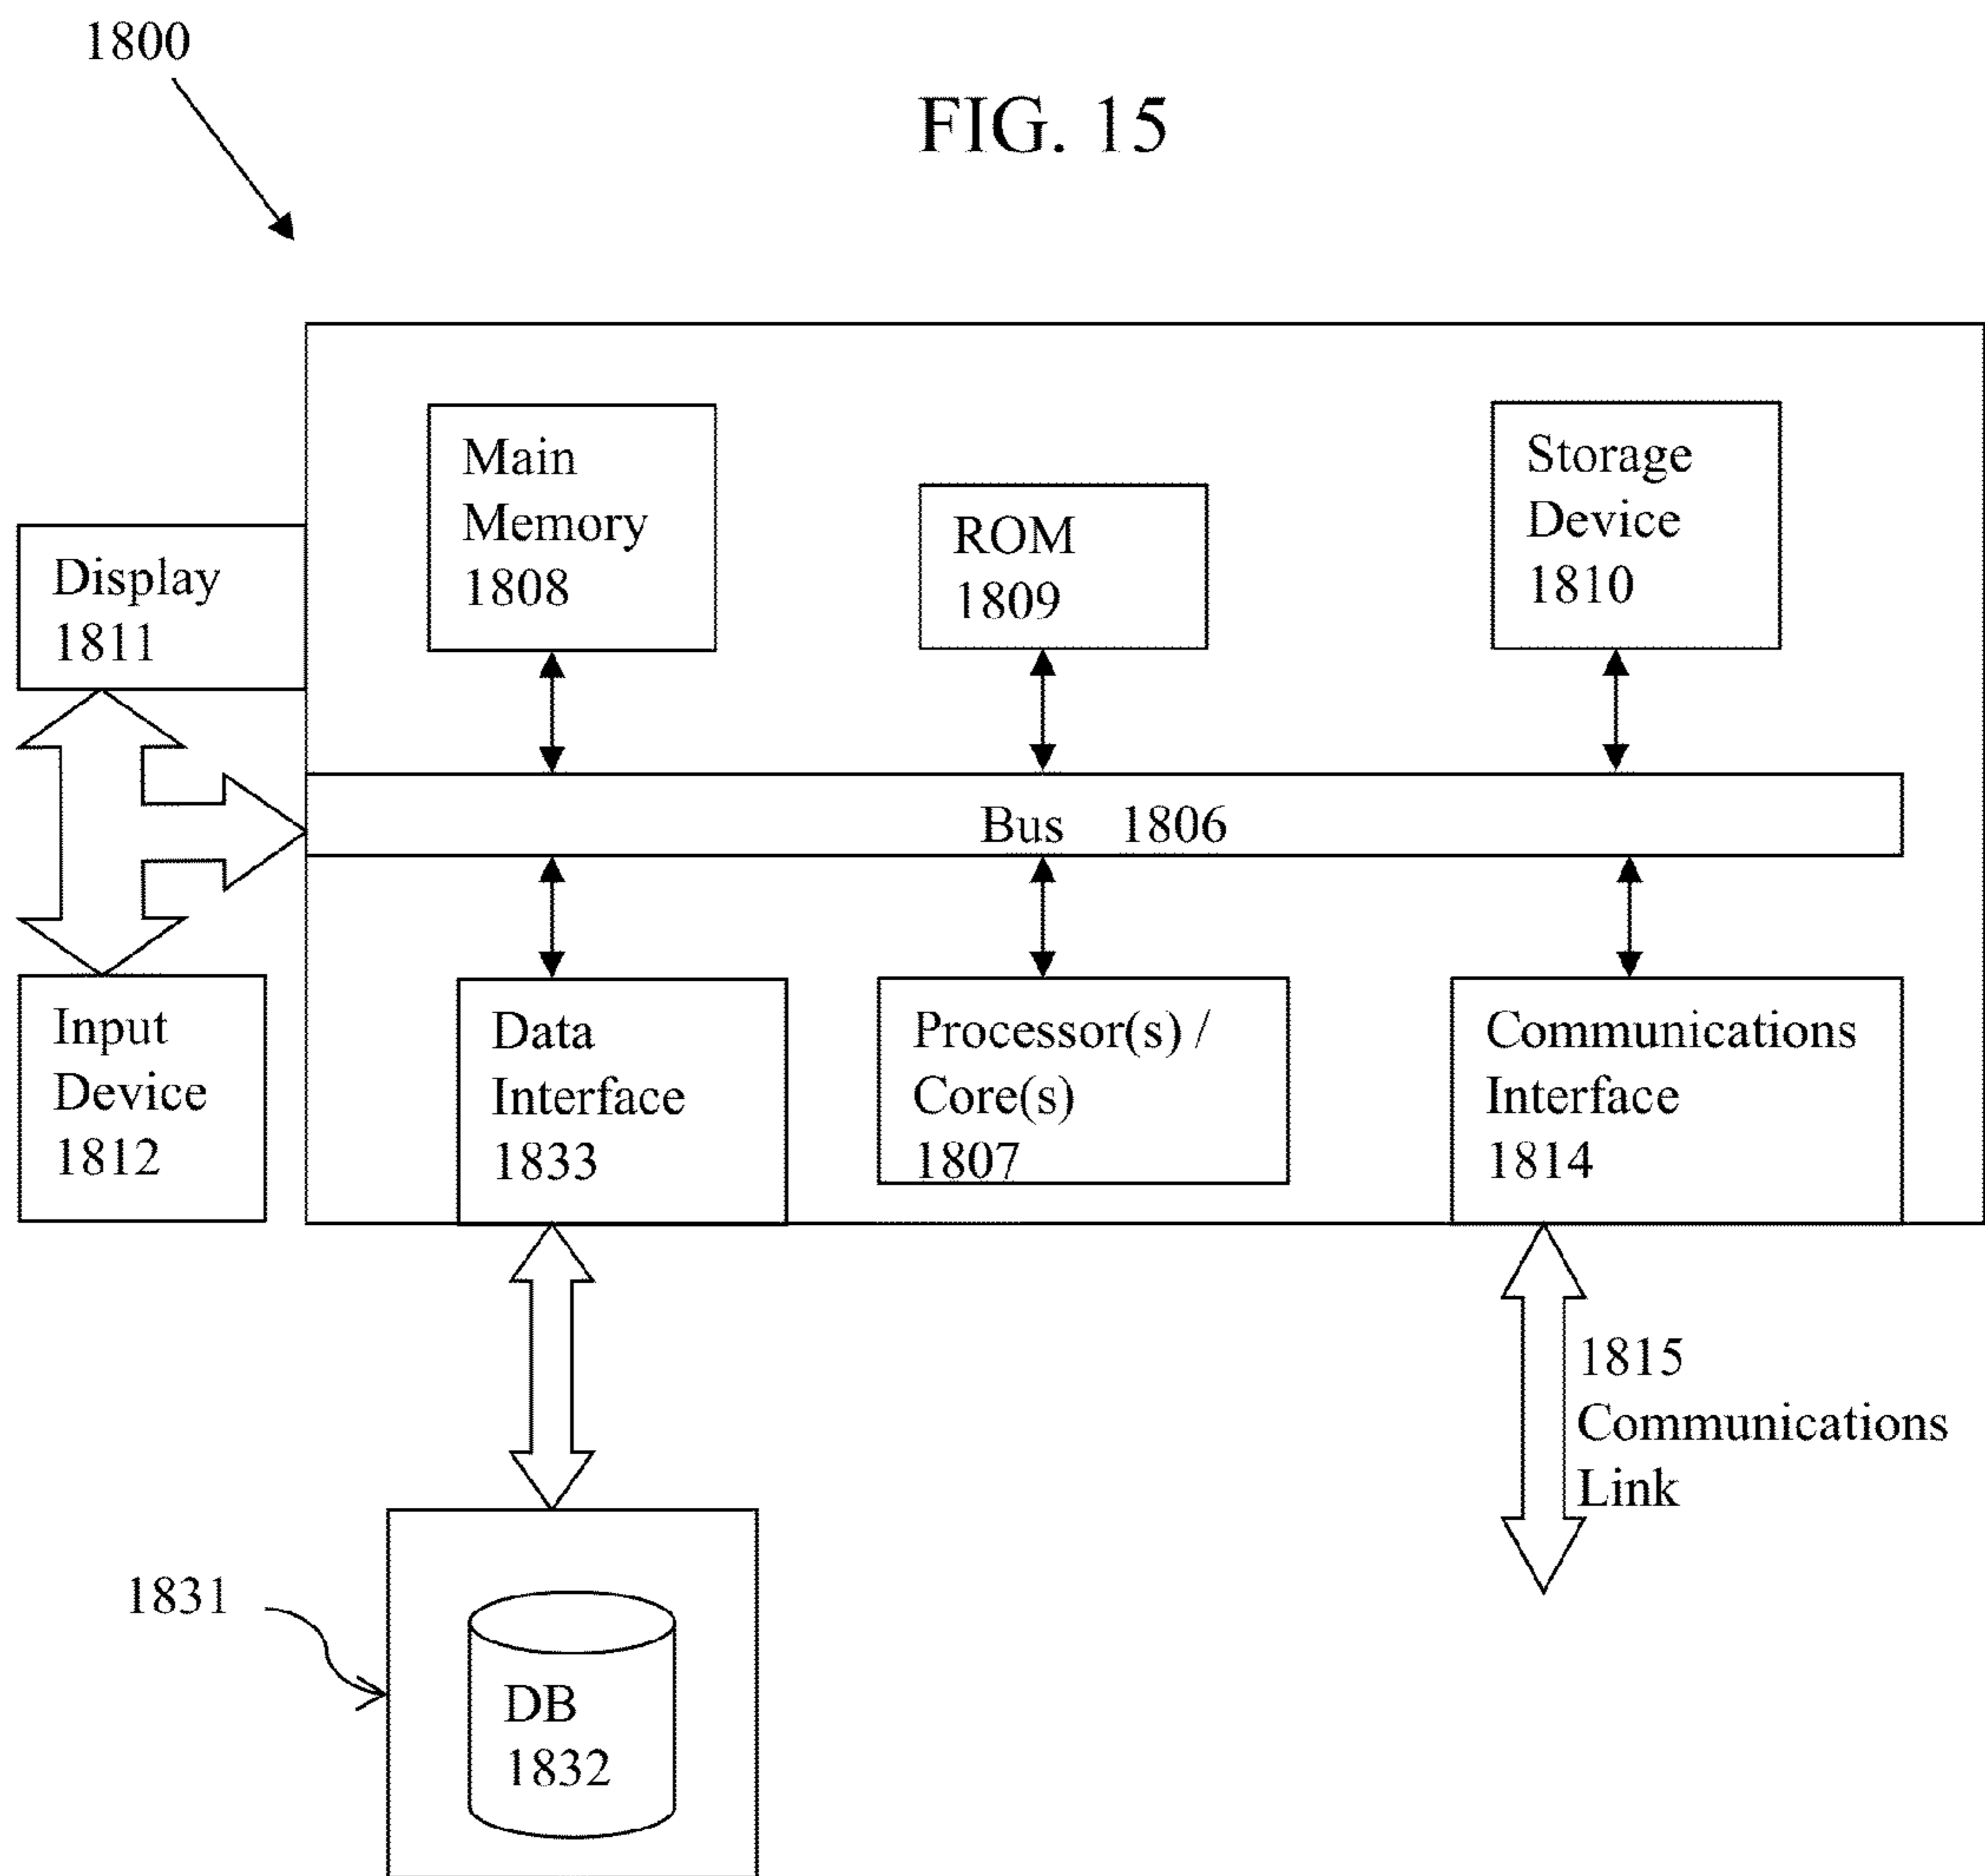 1800
FIG. 15
Main
Memory
1808
ROM
1809
Storage
Device
1810
Display
1811
Bus 1806
Input
Device
1812
Data
Interface
1833
Processor(s) /
Core(s)
1807
Communications
Interface
1814
1815
Communications
Link
1831
DB
1832